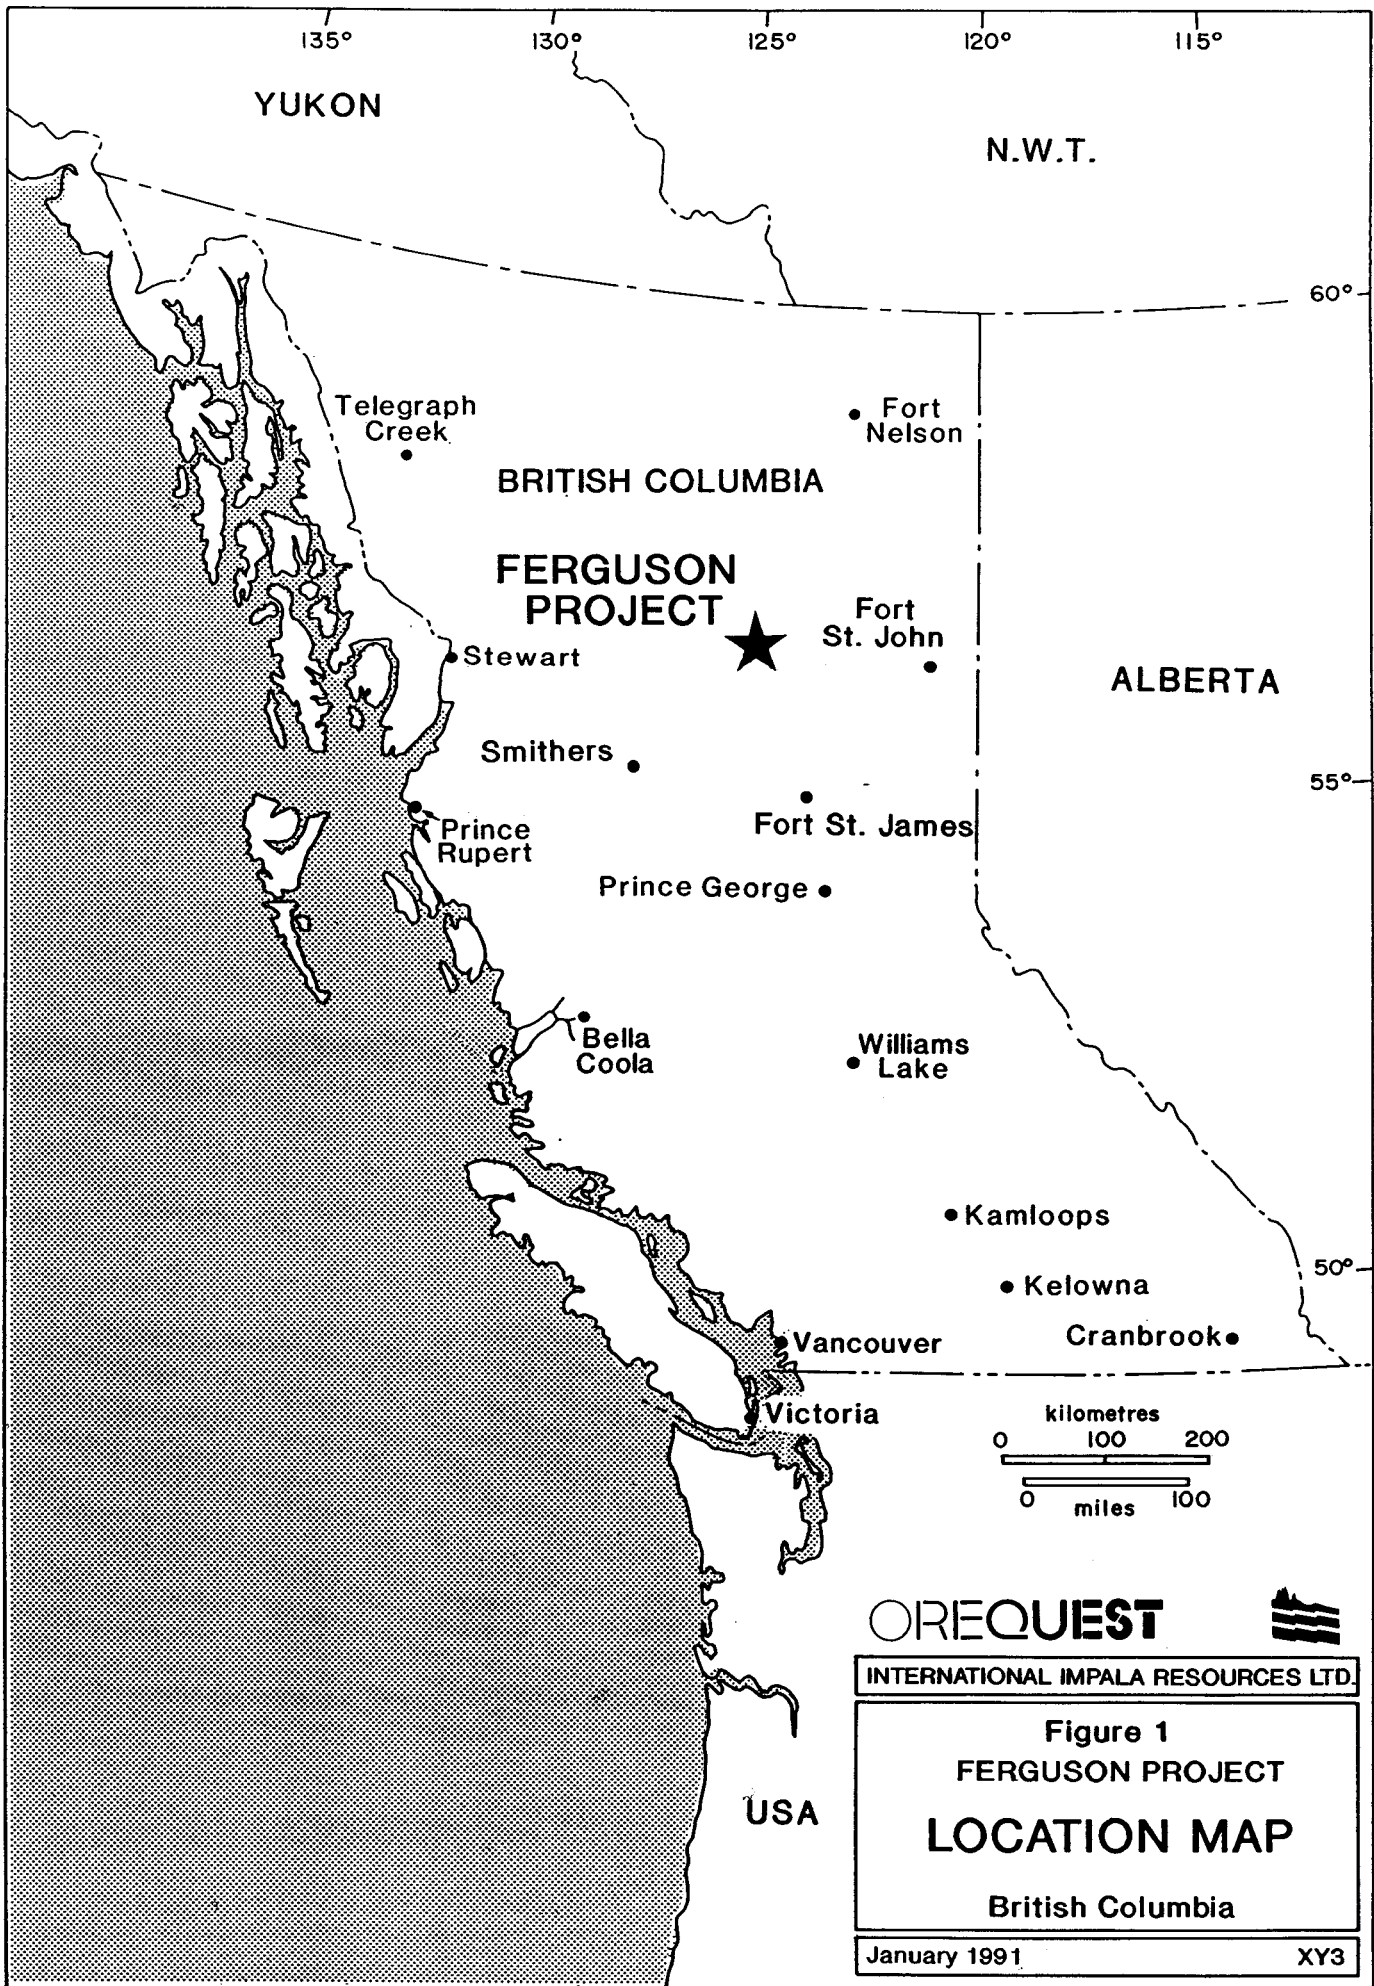 135° 130° 125° 120° 115°
YUKON
N.W.T.
60°
Telegraph
Creek
Fort
Nelson
BRITISH COLUMBIA
FERGUSON
PROJECT
Fort
St. John
Stewart
ALBERTA
Smithers
55°
Fort St. James
Prince
Rupert
Prince George
Bella
Coola
Williams
Lake
Kamloops
50°
Kelowna
Cranbrook
Vancouver
Victoria
kilometres
0 100 200
0 miles 100
OREQUEST
INTERNATIONAL IMPALA RESOURCES LTD.
Figure 1
FERGUSON PROJECT
USA
LOCATION MAP
British Columbia
January 1991 XY3